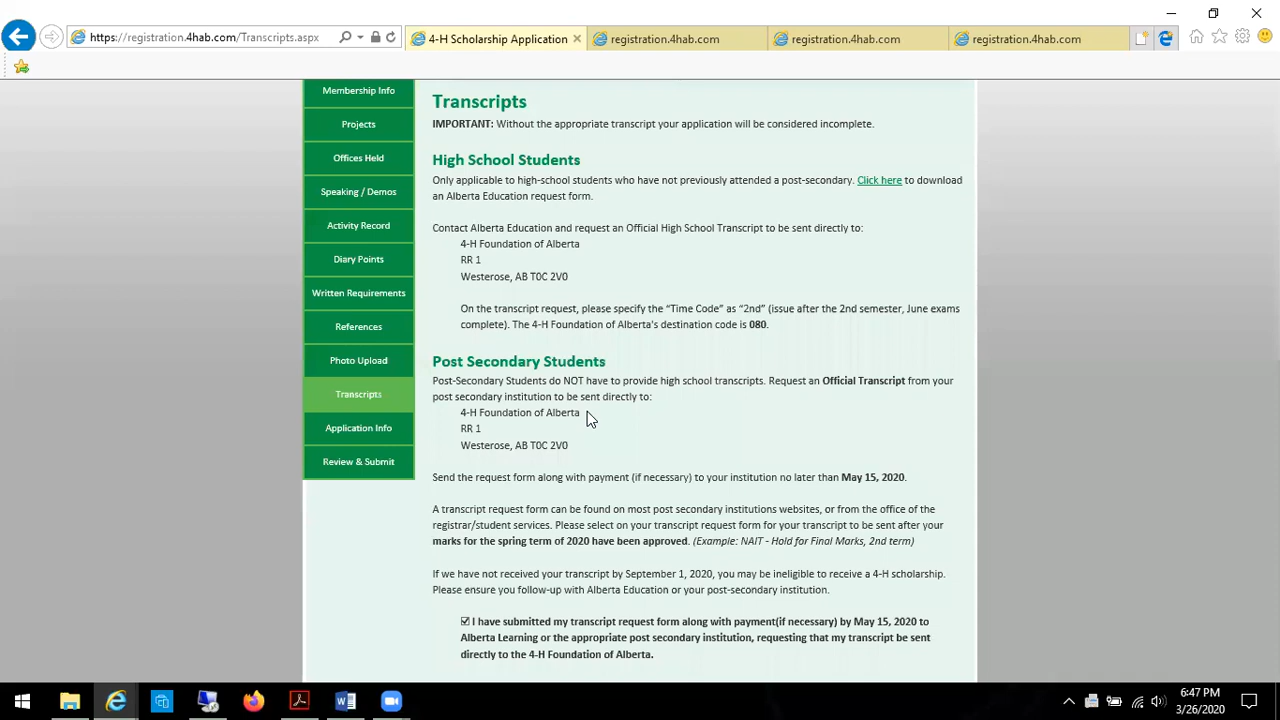 https://registration.4hab.com/Transcripts.aspx
4-H Scholarship Application
registration.4hab.com
registration.4hab.com
registration.4hab.com
Membership Info
Projects
Offices Held
Speaking / Demos
Activity Record
Diary Points
Written Requirements
References
Photo Upload
Transcripts
Application Info
Review & Submit
Transcripts
IMPORTANT: Without the appropriate transcript your application will be considered incomplete.
High School Students
Only applicable to high-school students who have not previously attended a post-secondary. Click here to download
an Alberta Education request form.
Contact Alberta Education and request an Official High School Transcript to be sent directly to:
4-H Foundation of Alberta
RR 1
Westerose, AB T0C 2V0
On the transcript request, please specify the "Time Code" as "2nd" (issue after the 2nd semester, June exams
complete). The 4-H Foundation of Alberta's destination code is 080.
Post Secondary Students
Post-Secondary Students do NOT have to provide high school transcripts. Request an Official Transcript from your
post secondary institution to be sent directly to:
4-H Foundation of Alberta
RR 1
Westerose, AB T0C 2V0
Send the request form along with payment (if necessary) to your institution no later than May 15, 2020.
A transcript request form can be found on most post secondary institutions websites, or from the office of the
registrar/student services. Please select on your transcript request form for your transcript to be sent after your
marks for the spring term of 2020 have been approved. (Example: NAIT - Hold for Final Marks, 2nd term)
If we have not received your transcript by September 1, 2020, you may be ineligible to receive a 4-H scholarship.
Please ensure you follow-up with Alberta Education or your post-secondary institution.
I have submitted my transcript request form along with payment(if necessary) by May 15, 2020 to
Alberta Learning or the appropriate post secondary institution, requesting that my transcript be sent
directly to the 4-H Foundation of Alberta.
6:47 PM
3/26/2020